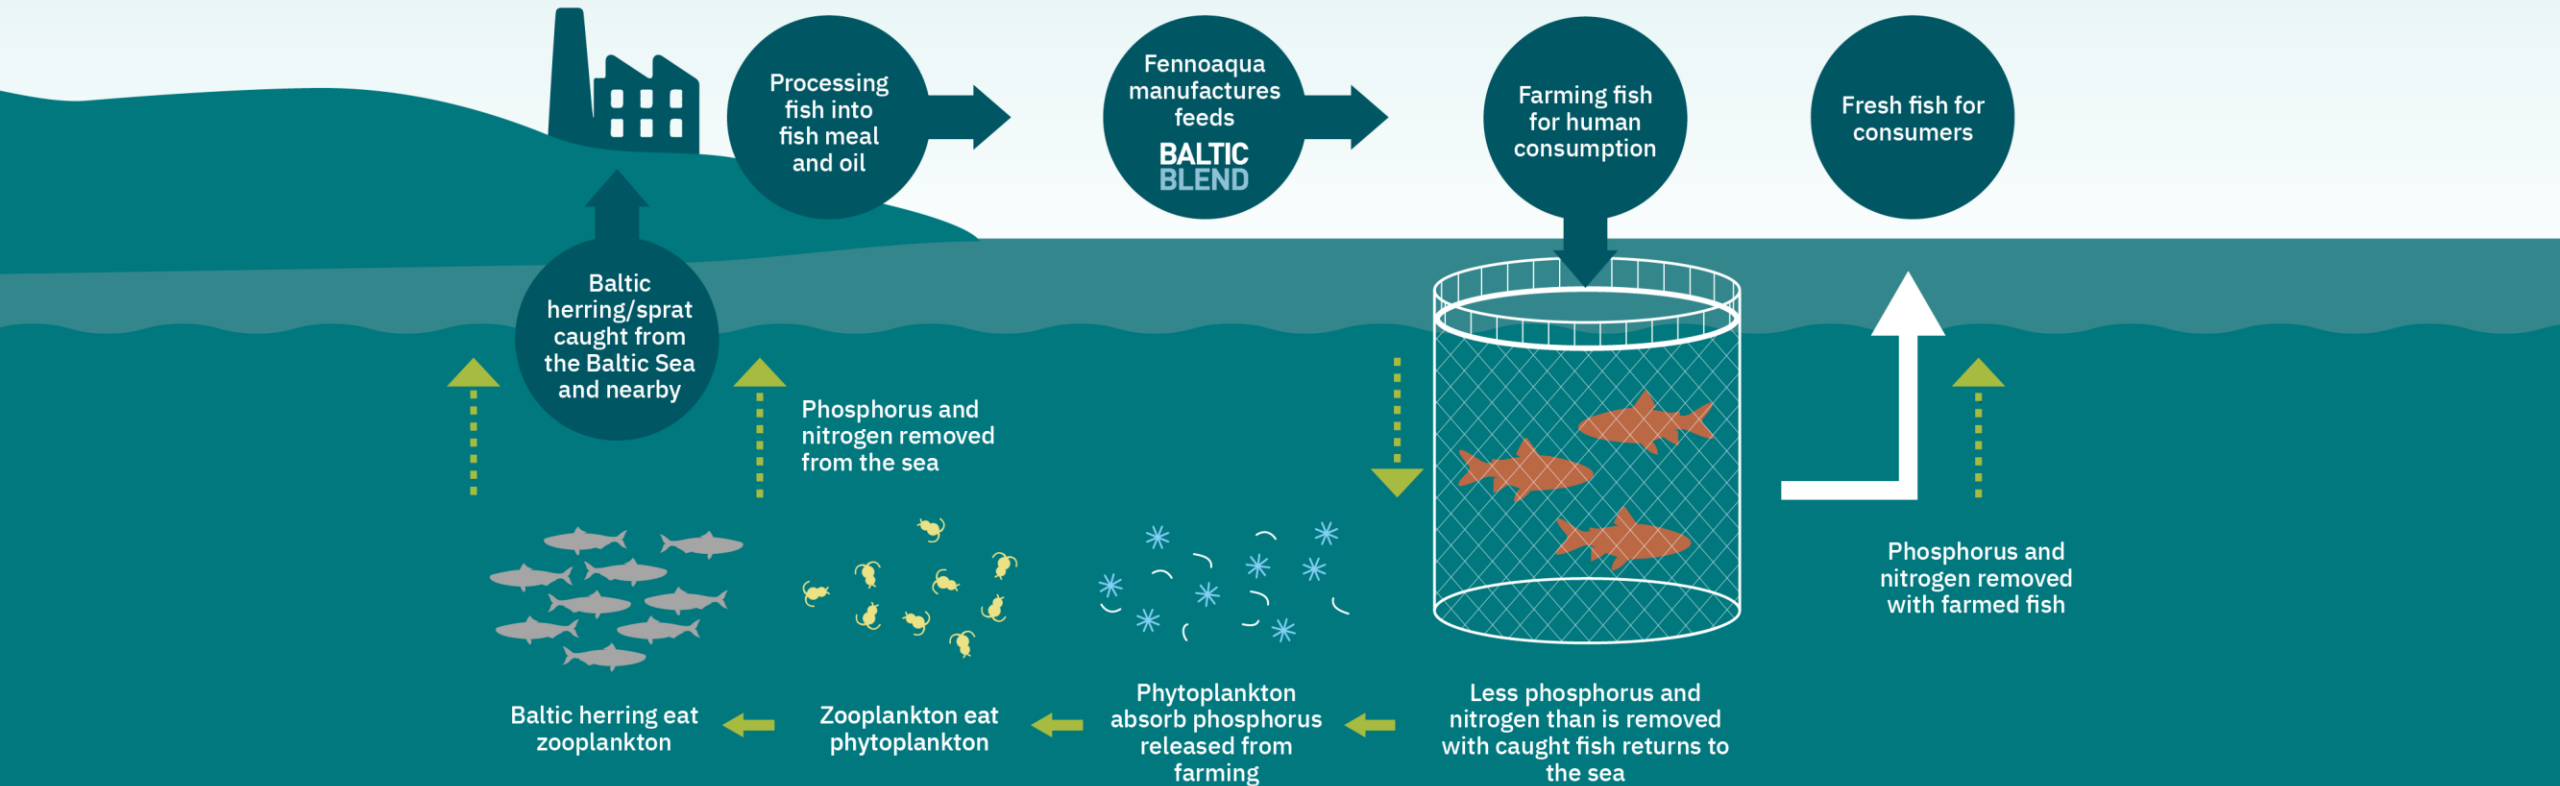 Processing
fish into
fish meal
and oil
Fennoaqua
manufactures
feeds
BALTIC
BLEND
Farming fish
for human
consumption
Fresh fish for
consumers
Baltic
herring/sprat
caught from
the Baltic Sea
and nearby
Phosphorus and
nitrogen removed
from the sea
Phosphorus and
nitrogen removed
with farmed fish
Baltic herring eat
zooplankton
Zooplankton eat
phytoplankton
Phytoplankton
absorb phosphorus
released from
farming
Less phosphorus and
nitrogen than is removed
with caught fish returns to
the sea